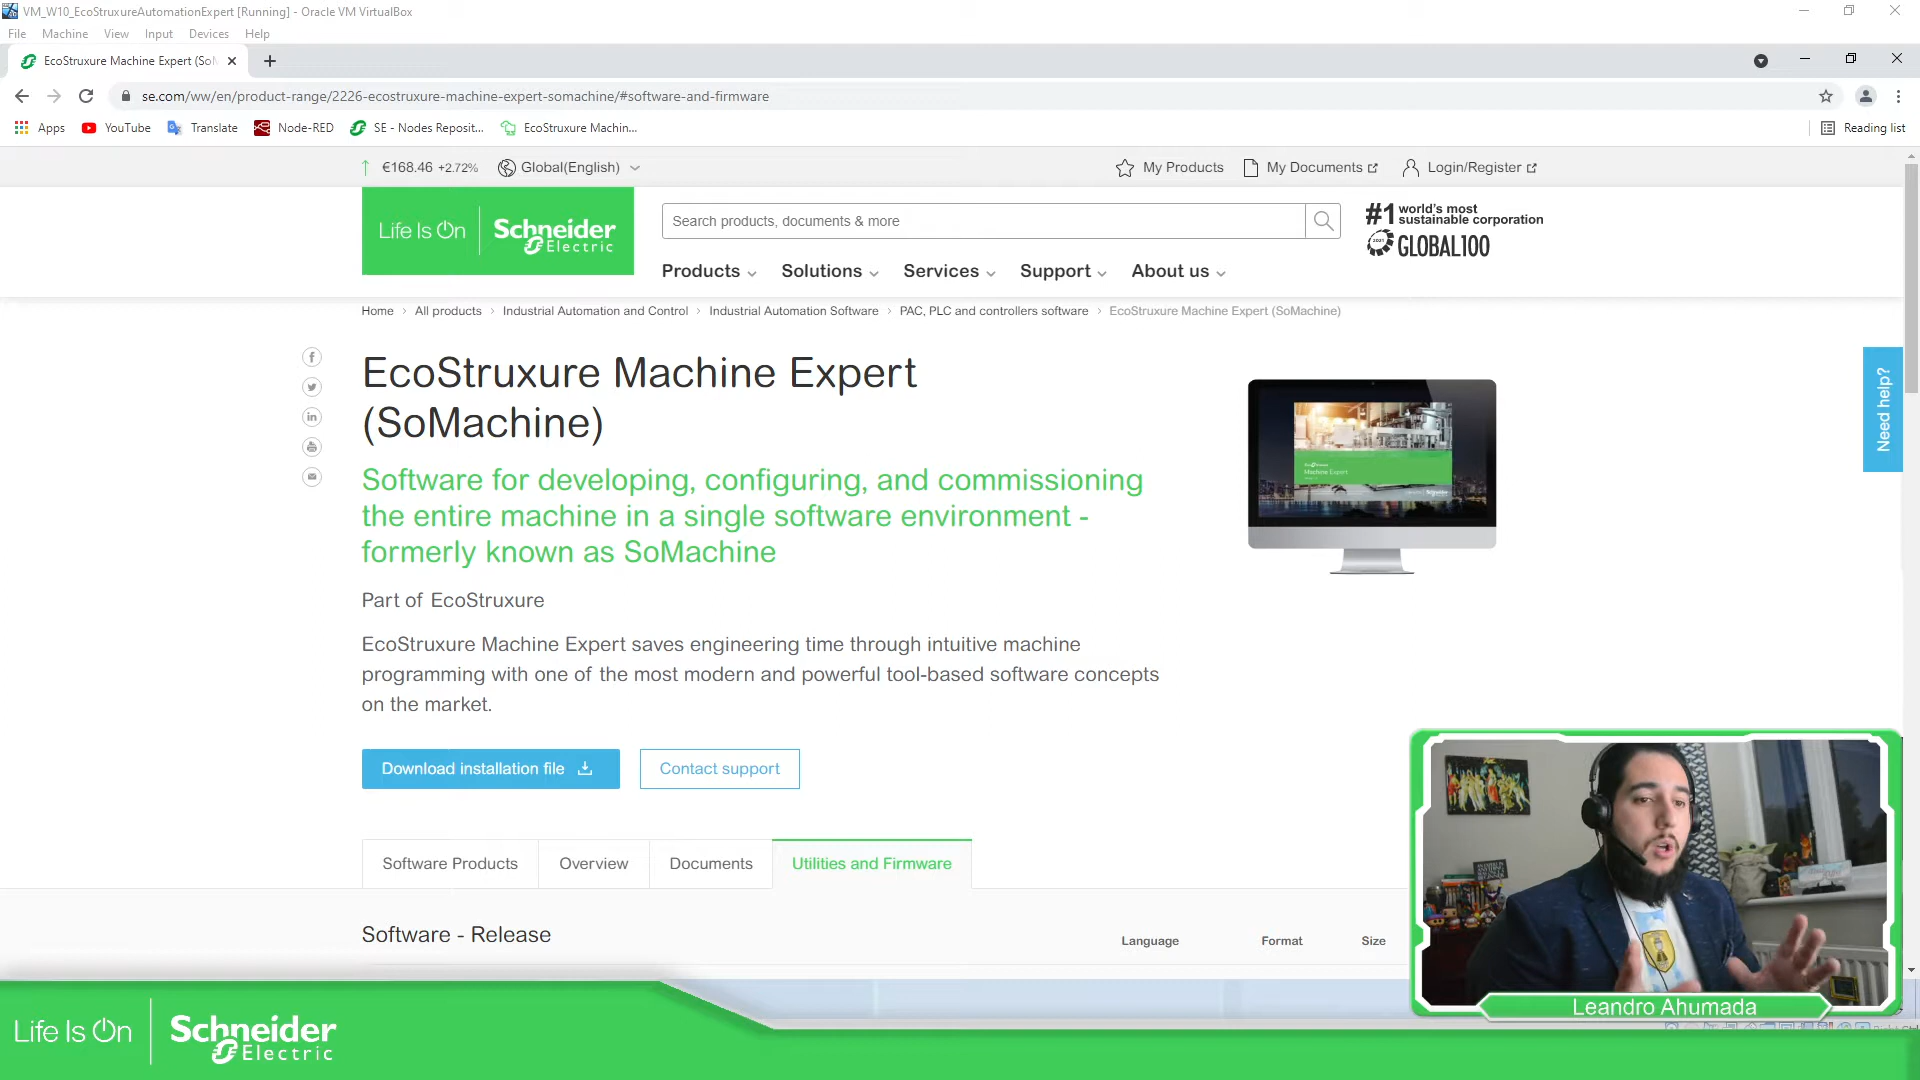 VM_W10_EcoStruxureAutomationExpert [Running] - Oracle VM VirtualBox
File Machine View Input Devices Help
EcoStruxure Machine Expert (SoM
se.com/ww/en/product-range/2226-ecostruxure-machine-expert-somachine/#software-and-firmware
Apps YouTube Translate Node-RED SE - Nodes Reposit... EcoStruxure Machin... Reading list
€168.46 +2.72% Global(English) My Products My Documents Login/Register
Life Is On Schneider Electric
Search products, documents & more
#1 world's most sustainable corporation
2021 GLOBAL100
Products Solutions Services Support About us
Home > All products > Industrial Automation and Control > Industrial Automation Software > PAC, PLC and controllers software > EcoStruxure Machine Expert (SoMachine)
EcoStruxure Machine Expert
(SoMachine)
Need help?
Software for developing, configuring, and commissioning
the entire machine in a single software environment -
formerly known as SoMachine
Machine Expert
Part of EcoStruxure
EcoStruxure Machine Expert saves engineering time through intuitive machine
programming with one of the most modern and powerful tool-based software concepts
on the market.
Download installation file Contact support
Software Products Overview Documents Utilities and Firmware
Software - Release Language Format Size
Leandro Ahumada
Life Is On Schneider Electric